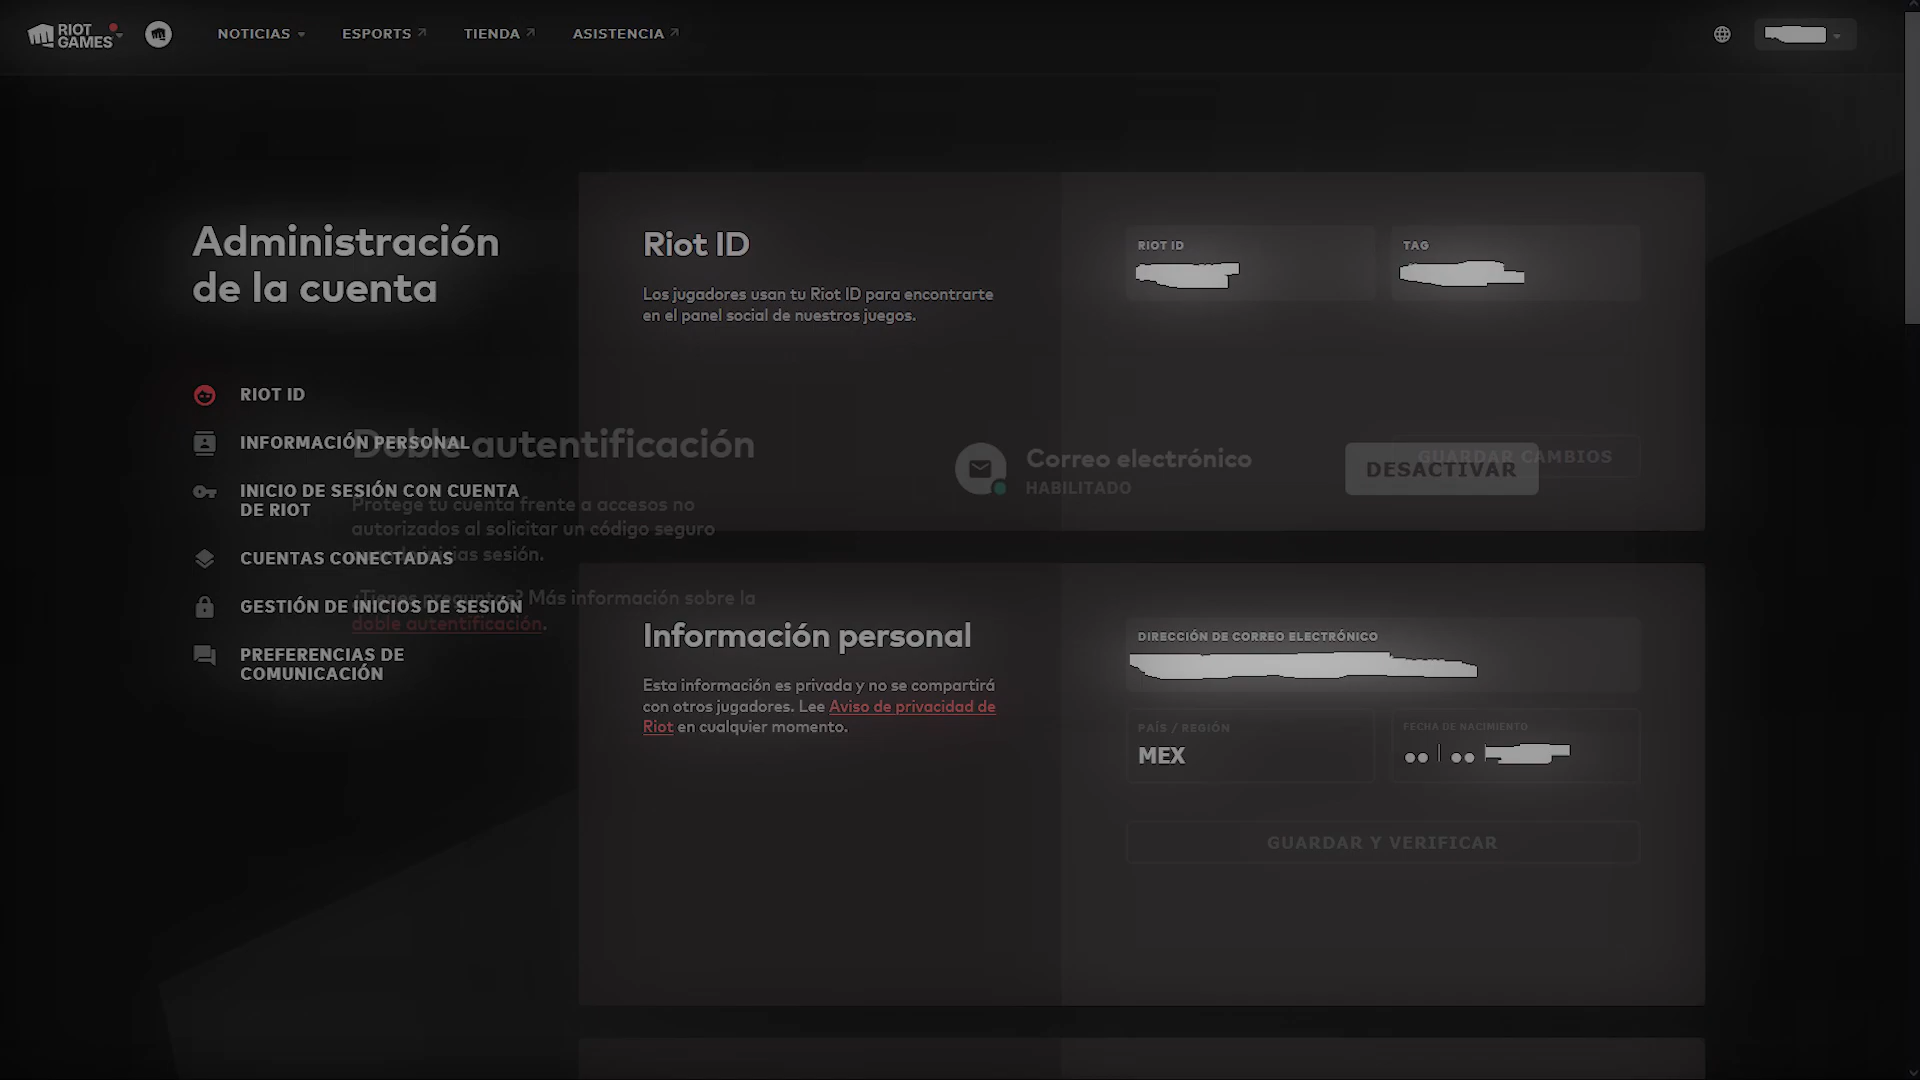 RIOT GAMES
NOTICIAS
ESPORTS
TIENDA
ASISTENCIA
Administración
de la cuenta
RIOT ID
INFORMACIÓN PERSONAL
INICIO DE SESIÓN CON CUENTA
DE RIOT
CUENTAS CONECTADAS
GESTIÓN DE INICIOS DE SESIÓN
PREFERENCIAS DE
COMUNICACIÓN
Riot ID
Los jugadores usan tu Riot ID para encontrarte
en el panel social de nuestros juegos.
RIOT ID
TAG
GUARDAR CAMBIOS
Doble autentificación
Protege tu cuenta frente a accesos no
autorizados al solicitar un código seguro
inicias sesión.
¿Tienes preguntas? Más información sobre la
doble autentificación.
Correo electrónico
HABILITADO
DESACTIVAR
Información personal
Esta información es privada y no se compartirá
con otros jugadores. Lee Aviso de privacidad de
Riot en cualquier momento.
DIRECCIÓN DE CORREO ELECTRÓNICO
PAÍS / REGIÓN
MEX
FECHA DE NACIMIENTO
GUARDAR Y VERIFICAR